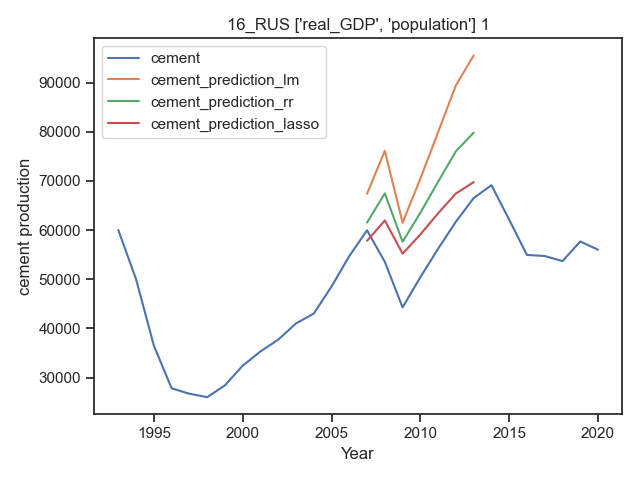 16_RUS ['real_GDP', 'population'] 1
cement
cement_prediction_lm
cement_prediction_rr
cement_prediction_lasso
cement production
90000
80000
70000
60000
50000
40000
30000
1995 2000 2005 2010 2015 2020
Year